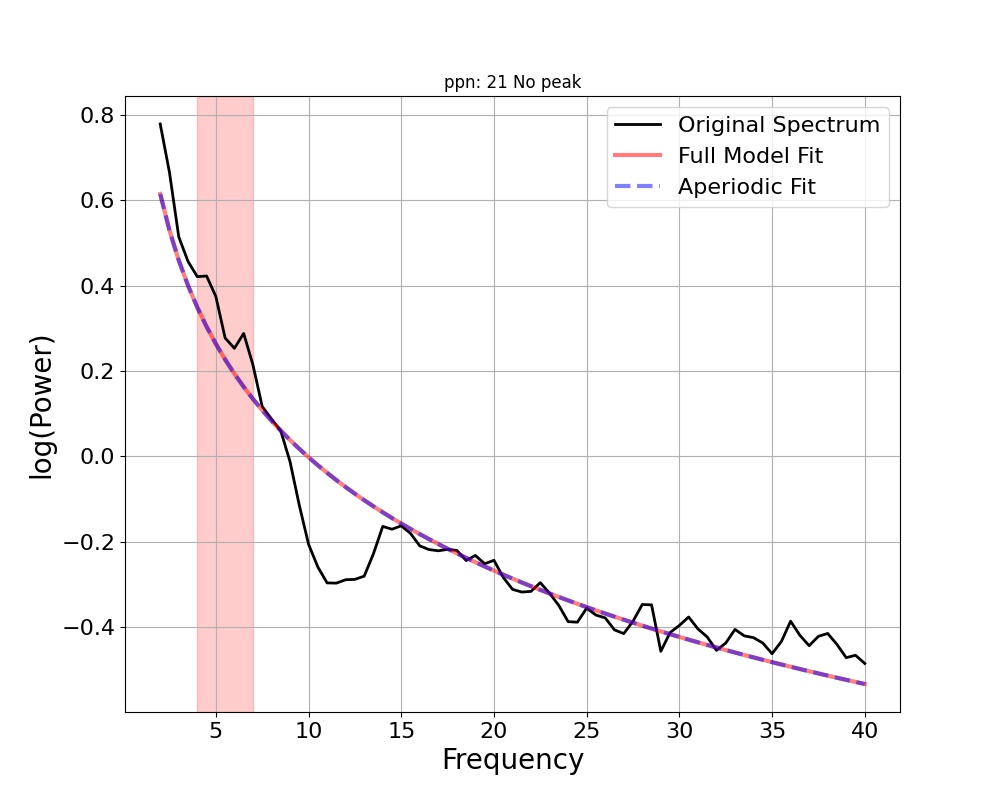 ppn: 21 No peak
Original Spectrum
Full Model Fit
Aperiodic Fit
log(Power)
0.8
0.6
0.4
0.2
0.0
−0.2
−0.4
5 10 15 20 25 30 35 40
Frequency